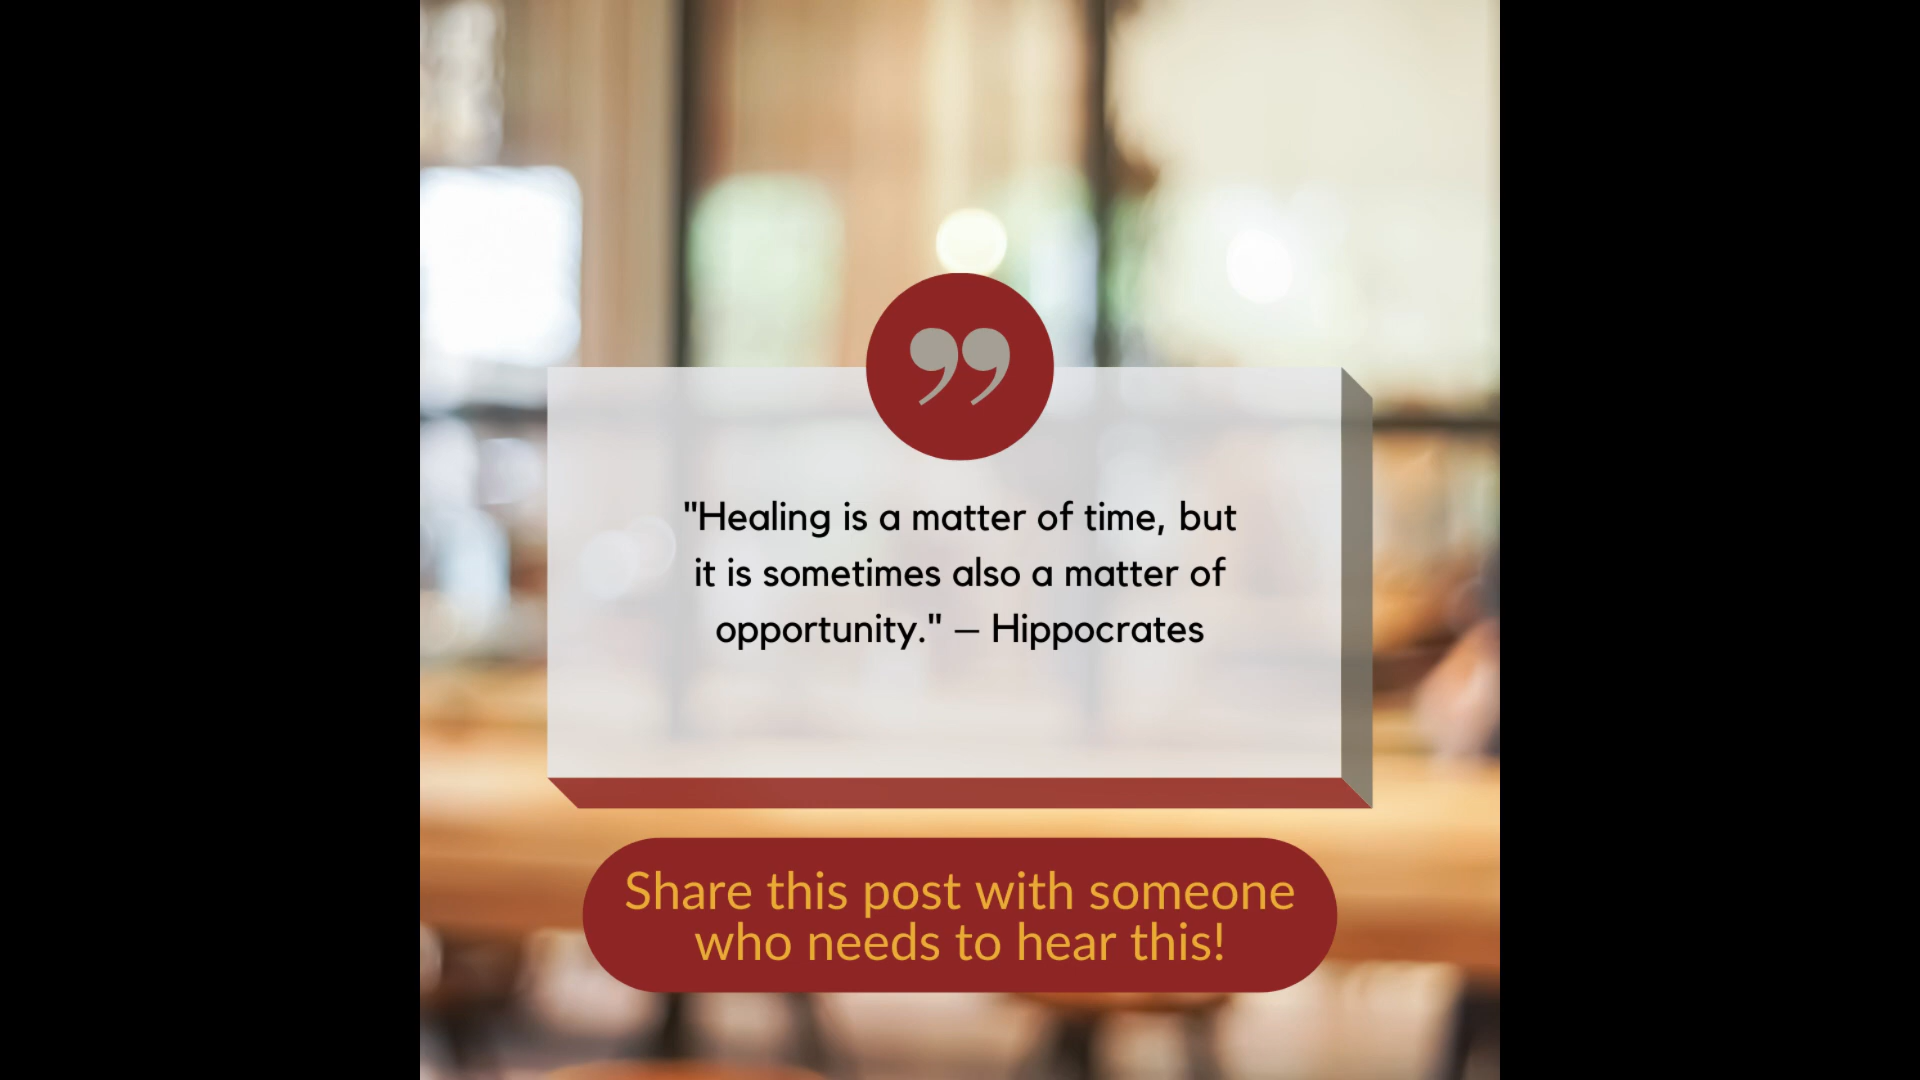 "Healing is a matter of time, but
it is sometimes also a matter of
opportunity." – Hippocrates
Share this post with someone
who needs to hear this!